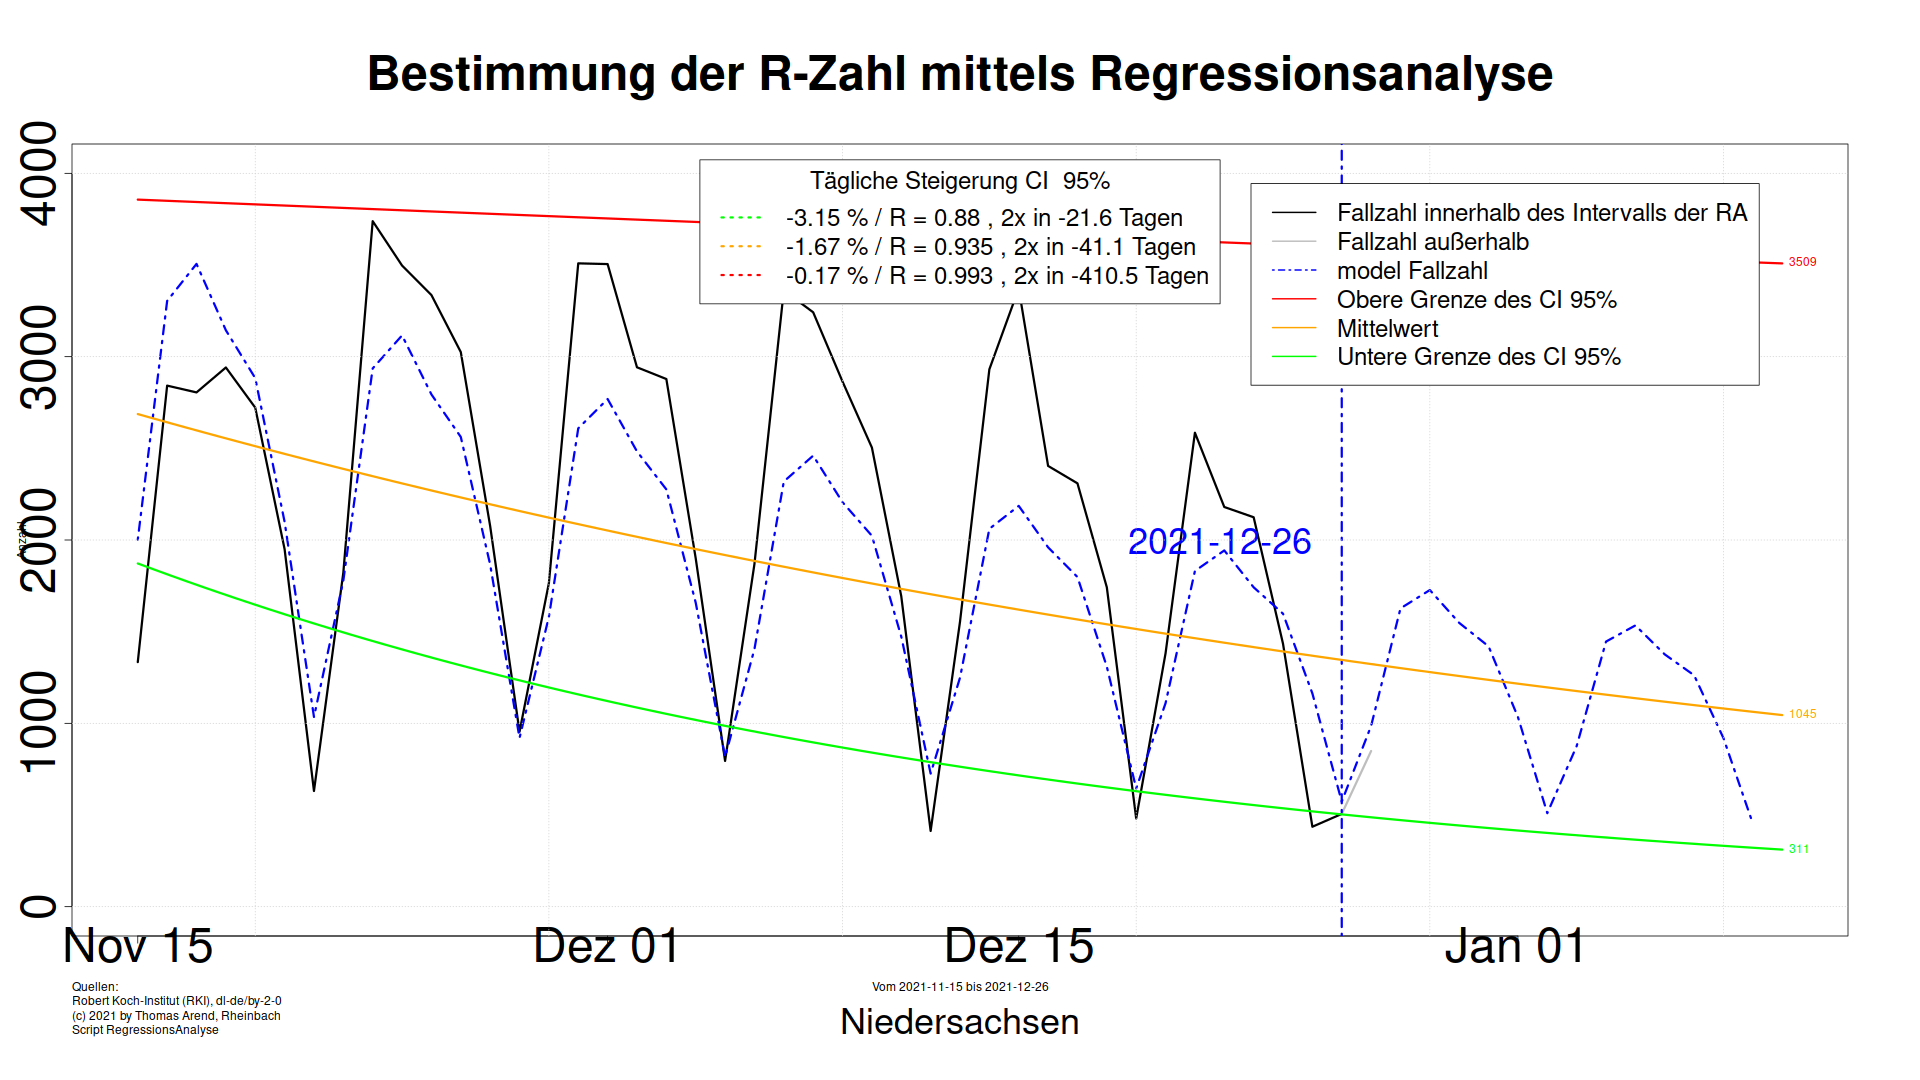 Bestimmung der R-Zahl mittels Regressionsanalyse
4000
3000
2000
1000
0
Anzahl
Tägliche Steigerung CI  95%
-3.15 % / R = 0.88 , 2x in -21.6 Tagen
-1.67 % / R = 0.935 , 2x in -41.1 Tagen
-0.17 % / R = 0.993 , 2x in -410.5 Tagen
Fallzahl innerhalb des Intervalls der RA
Fallzahl außerhalb
model Fallzahl
Obere Grenze des CI 95%
Mittelwert
Untere Grenze des CI 95%
3509
2021-12-26
1045
311
Nov 15 Dez 01 Dez 15 Jan 01
Quellen:
Robert Koch-Institut (RKI), dl-de/by-2-0
(c) 2021 by Thomas Arend, Rheinbach
Script RegressionsAnalyse
Vom 2021-11-15 bis 2021-12-26
Niedersachsen